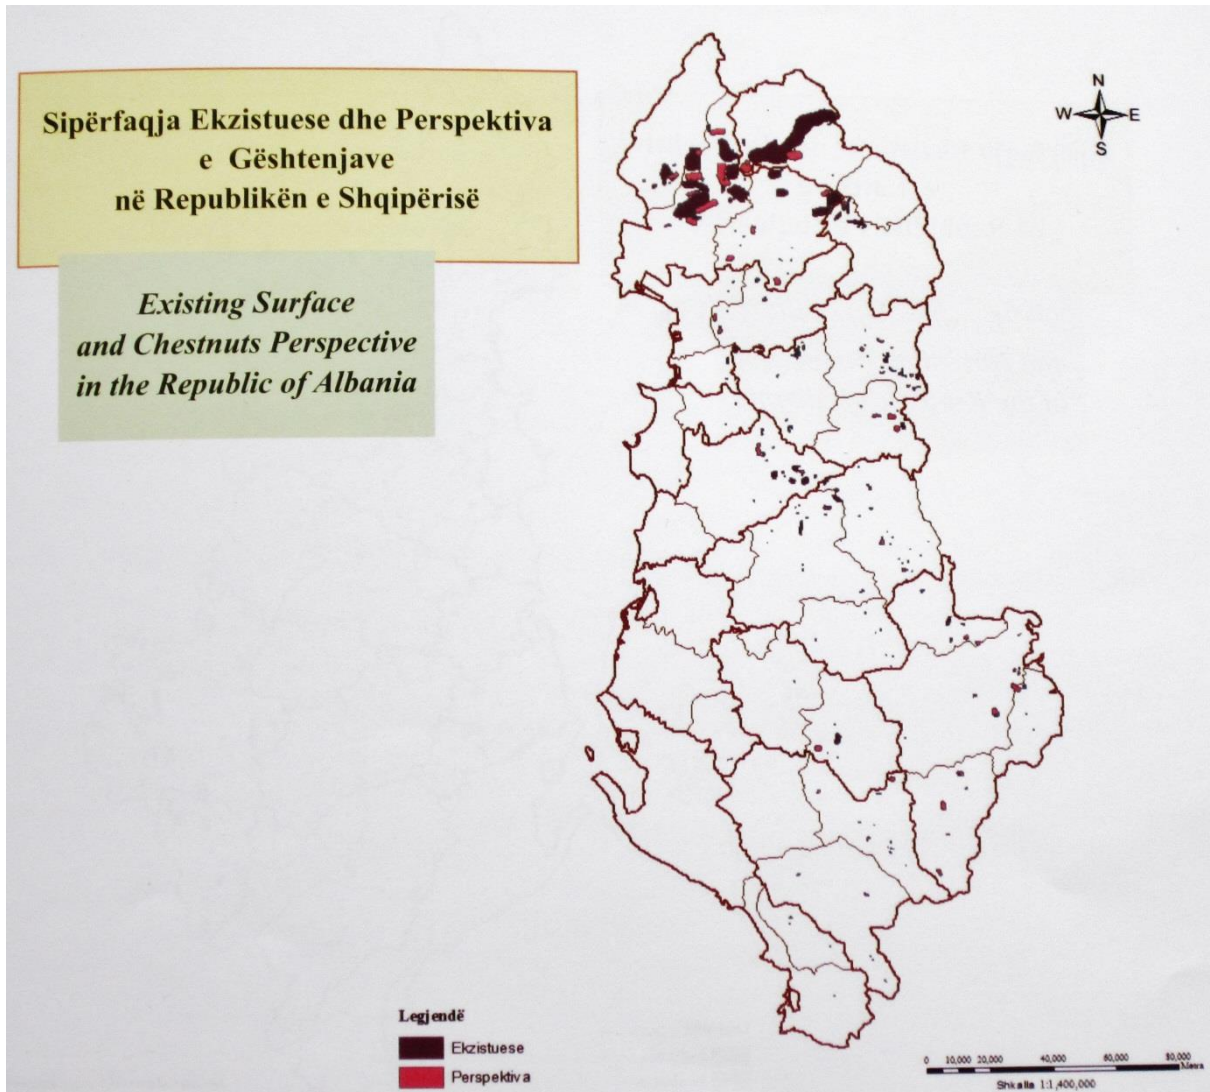 Sipërfaqja Ekzistuese dhe Perspektiva
e Gështenjave
në Republikën e Shqipërisë
Existing Surface
and Chestnuts Perspective
in the Republic of Albania
N
W E
S
Legjendë
Ekzistuese
Perspektiva
0 10,000 20,000 40,000 60,000 80,000
Metra
Shkalla 1:1,400,000